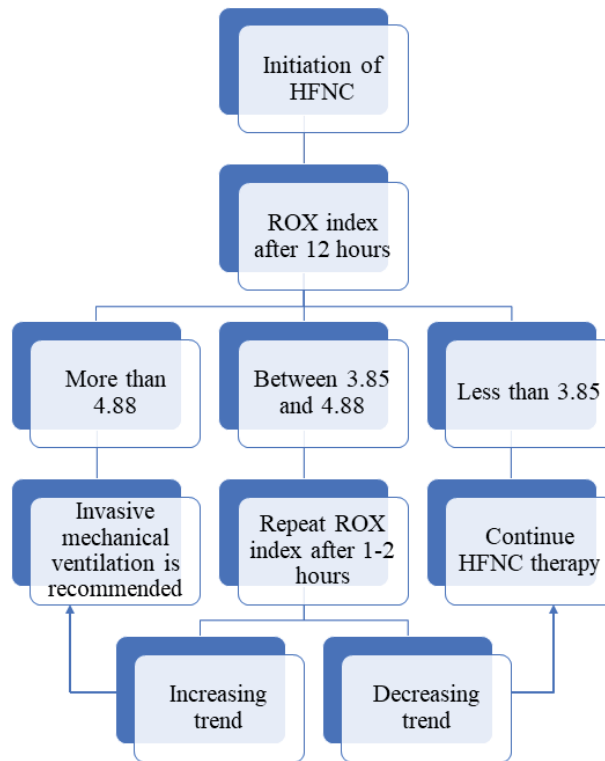 Initiation of
HFNC
ROX index
after 12 hours
More than
4.88
Between 3.85
and 4.88
Less than 3.85
Invasive
mechanical
ventilation is
recommended
Repeat ROX
index after 1-2
hours
Continue
HFNC therapy
Increasing
trend
Decreasing
trend